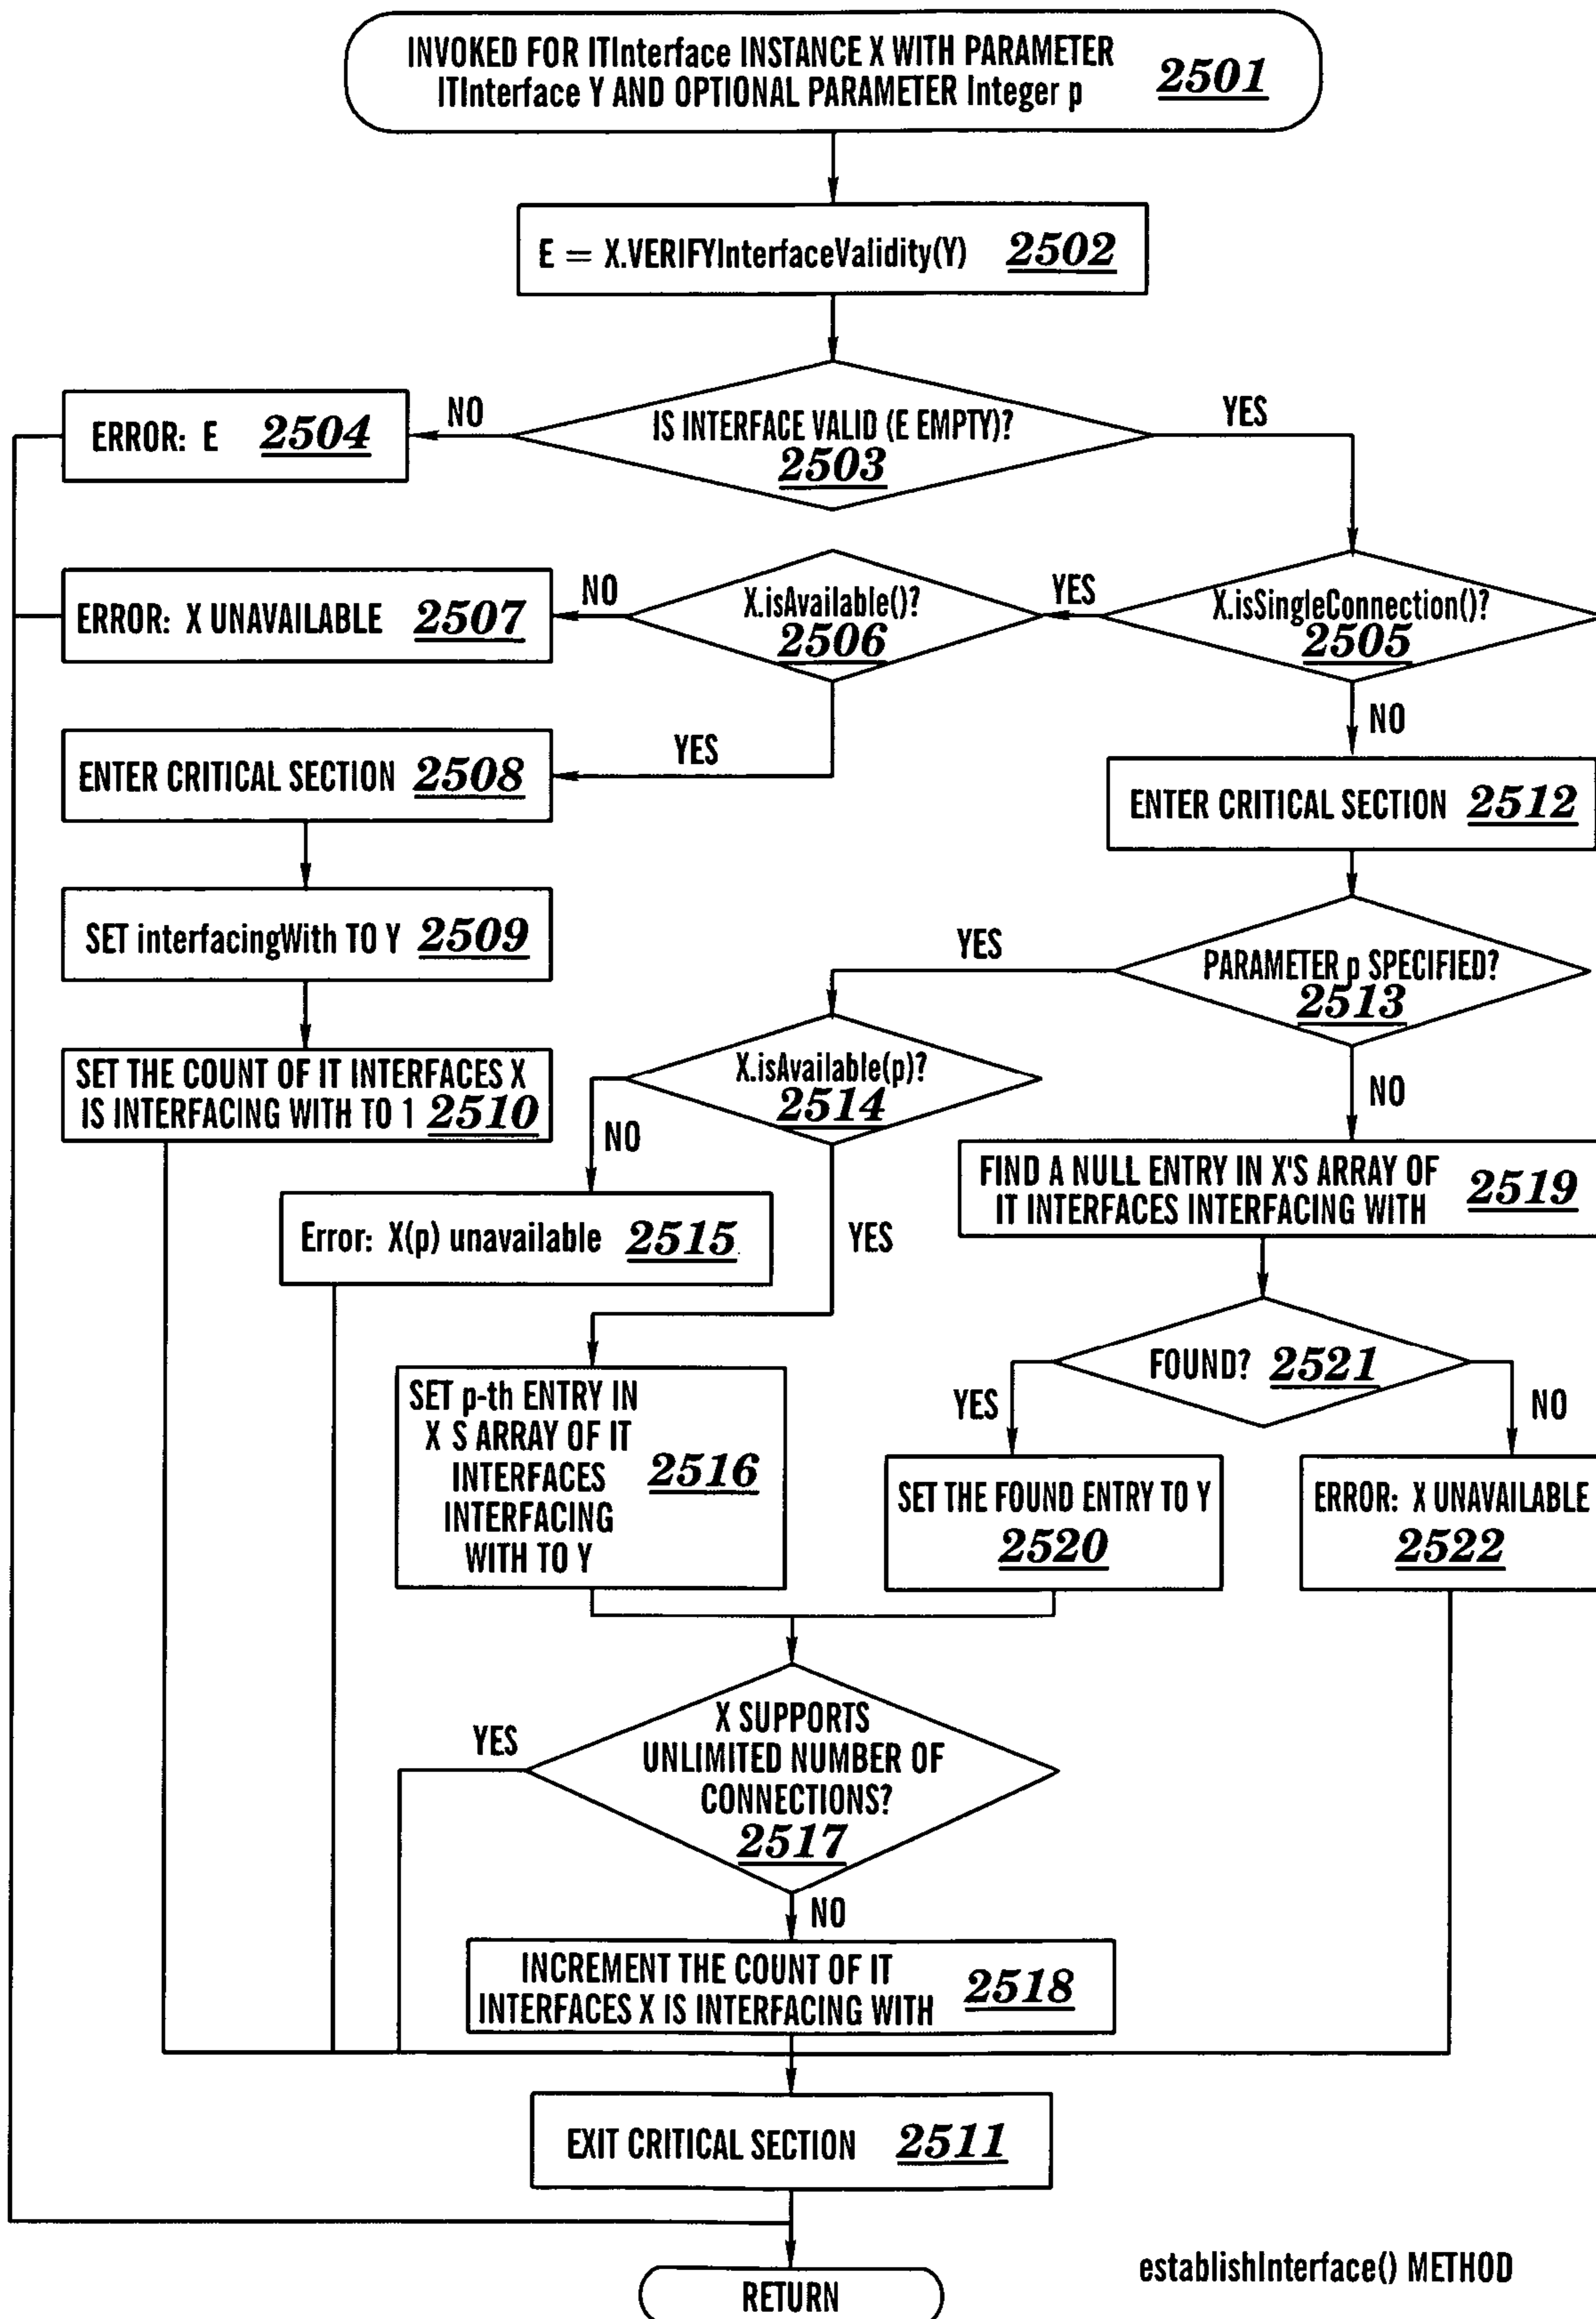 INVOKED FOR ITInterface INSTANCE X WITH PARAMETER
ITInterface Y AND OPTIONAL PARAMETER Integer p 2501
E = X.VERIFYInterfaceValidity(Y) 2502
IS INTERFACE VALID (E EMPTY)?
2503
NO
YES
ERROR: E 2504
X.isSingleConnection()?
2505
YES
NO
X.isAvailable()?
2506
NO
YES
ERROR: X UNAVAILABLE 2507
ENTER CRITICAL SECTION 2508
SET interfacingWith TO Y 2509
SET THE COUNT OF IT INTERFACES X
IS INTERFACING WITH TO 1 2510
ENTER CRITICAL SECTION 2512
PARAMETER p SPECIFIED?
2513
YES
NO
X.isAvailable(p)?
2514
NO
YES
Error: X(p) unavailable 2515
SET p-th ENTRY IN
X S ARRAY OF IT
INTERFACES 2516
INTERFACING
WITH TO Y
FIND A NULL ENTRY IN X'S ARRAY OF
IT INTERFACES INTERFACING WITH 2519
FOUND? 2521
YES
NO
SET THE FOUND ENTRY TO Y
2520
ERROR: X UNAVAILABLE
2522
X SUPPORTS
UNLIMITED NUMBER OF
CONNECTIONS?
2517
YES
NO
INCREMENT THE COUNT OF IT
INTERFACES X IS INTERFACING WITH 2518
EXIT CRITICAL SECTION 2511
RETURN
establishInterface() METHOD